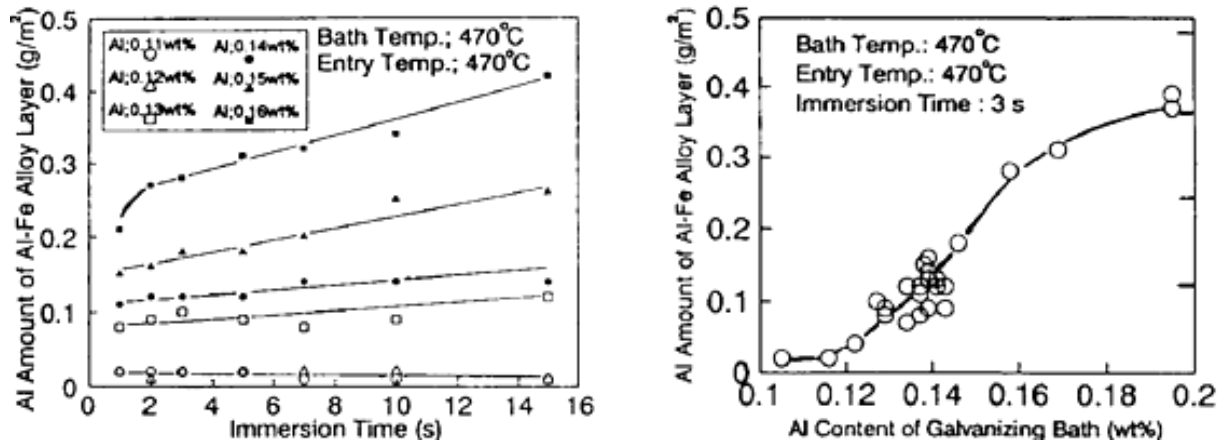 Al Amount of Al-Fe Alloy Layer (g/m²)
0.5
0.4
0.3
0.2
0.1
0
Al;0.11wt% Al;0.14wt%
Al;0.12wt% Al;0.15wt%
Al;0.13wt% Al;0.16wt%
Bath Temp.; 470°C
Entry Temp.; 470°C
0 2 4 6 8 10 12 14 16
Immersion Time (s)
Al Amount of Al-Fe Alloy Layer (g/m²)
0.5
0.4
0.3
0.2
0.1
0
Bath Temp.: 470°C
Entry Temp.: 470°C
Immersion Time : 3 s
0.1 0.12 0.14 0.16 0.18 0.2
Al Content of Galvanizing Bath (wt%)